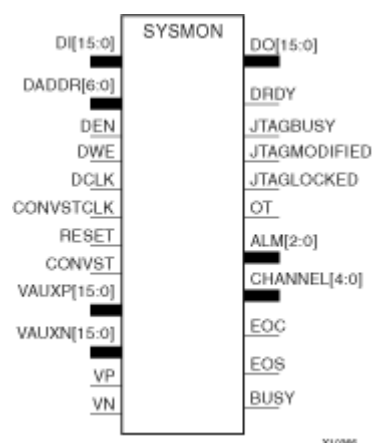 SYSMON
DI[15:0]
DADDR[6:0]
DEN
DWE
DCLK
CONVSTCLK
RESET
CONVST
VAUXP[15:0]
VAUXN[15:0]
VP
VN
DO[15:0]
DRDY
JTAGBUSY
JTAGMODIFIED
JTAGLOCKED
OT
ALM[2:0]
CHANNEL[4:0]
EOC
EOS
BUSY